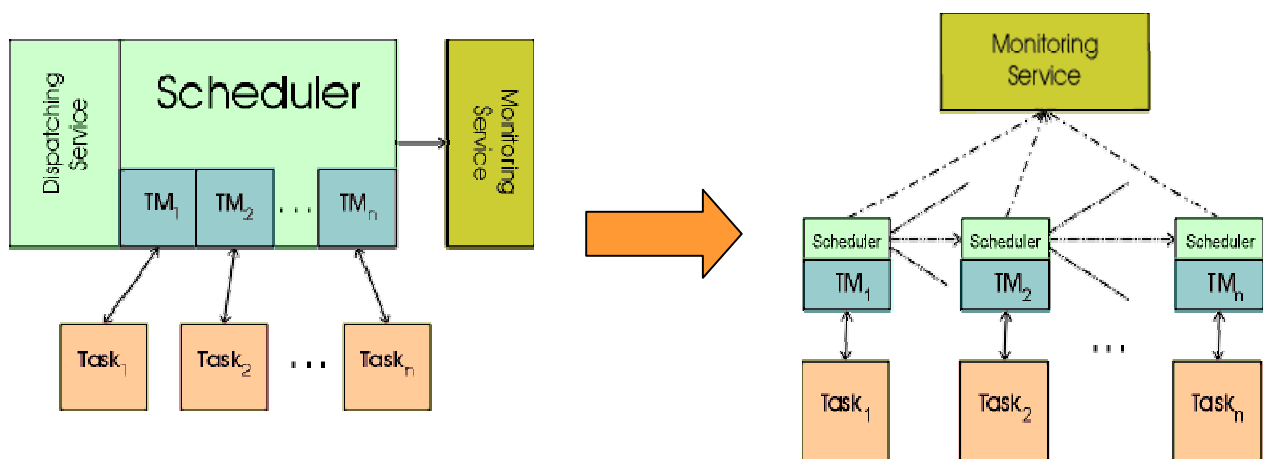 Dispatching
Service
Scheduler
Monitoring
Service
TM1 TM2 ... TMn
Task1 Task2 ... Taskn
Monitoring
Service
Scheduler Scheduler Scheduler
TM1 TM2 TMn
...
Task1 Task2 Taskn